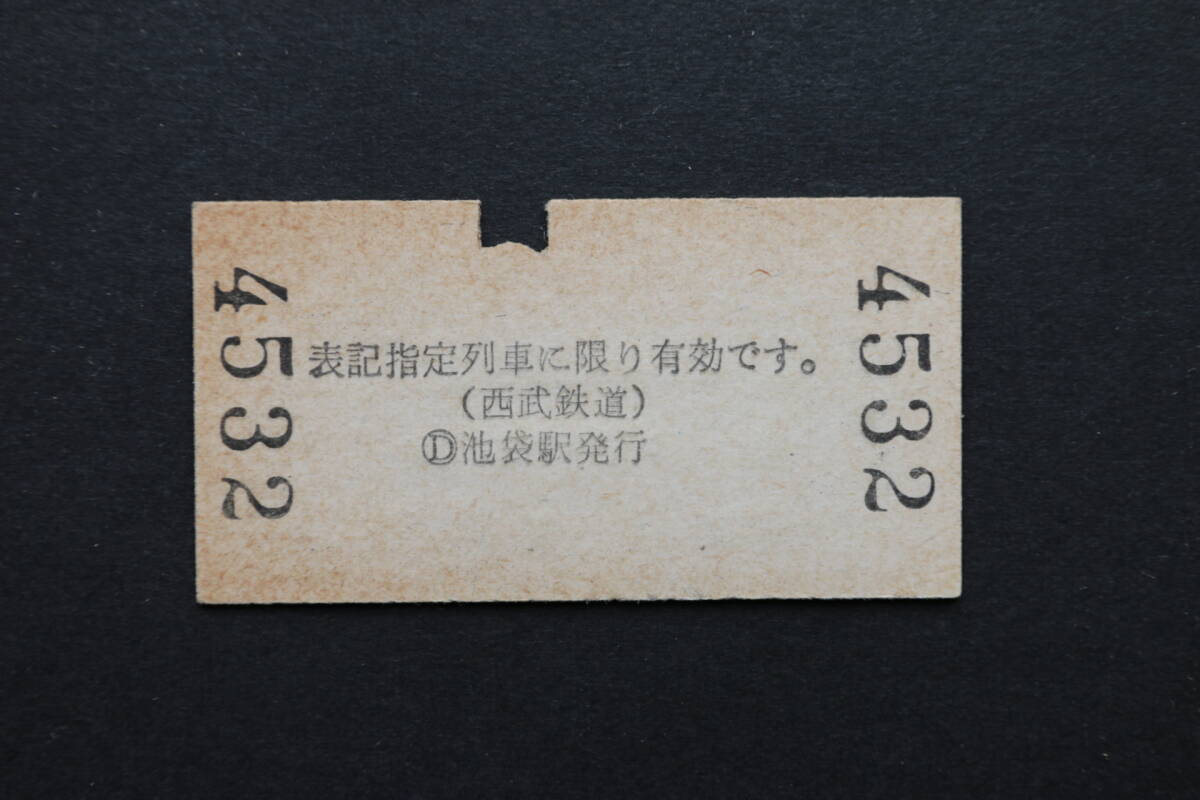 4532
表記指定列車に限り有効です。
(西武鉄道)
Ⓓ池袋駅発行
4532